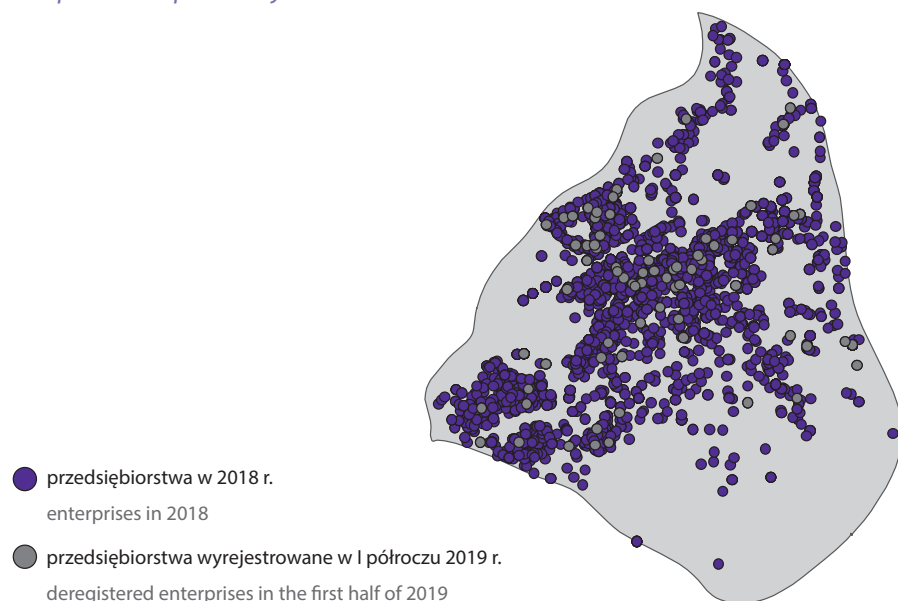 przedsiębiorstwa w 2018 r.
enterprises in 2018
przedsiębiorstwa wyrejestrowane w I półroczu 2019 r.
deregistered enterprises in the first half of 2019